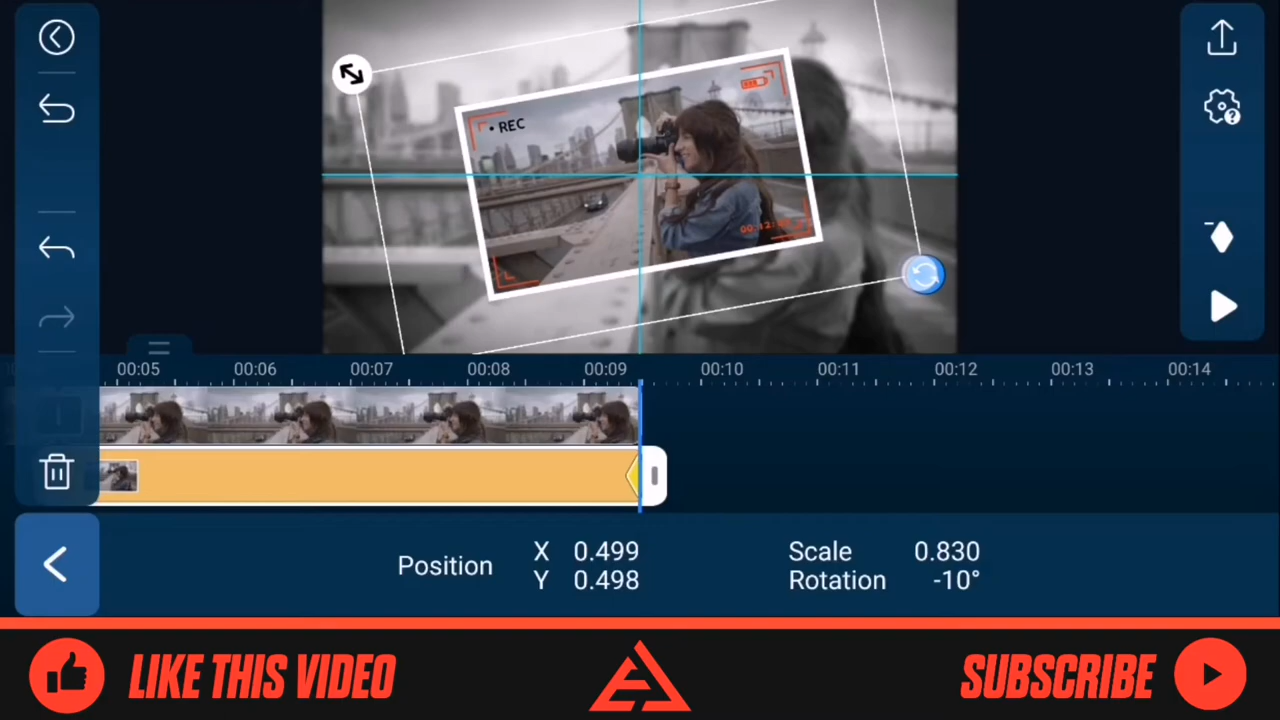 • REC
00:05
00:06
00:07
00:08
00:09
00:10
00:11
00:12
00:13
00:14
Position
X 0.499
Y 0.498
Scale 0.830
Rotation -10°
LIKE THIS VIDEO
SUBSCRIBE